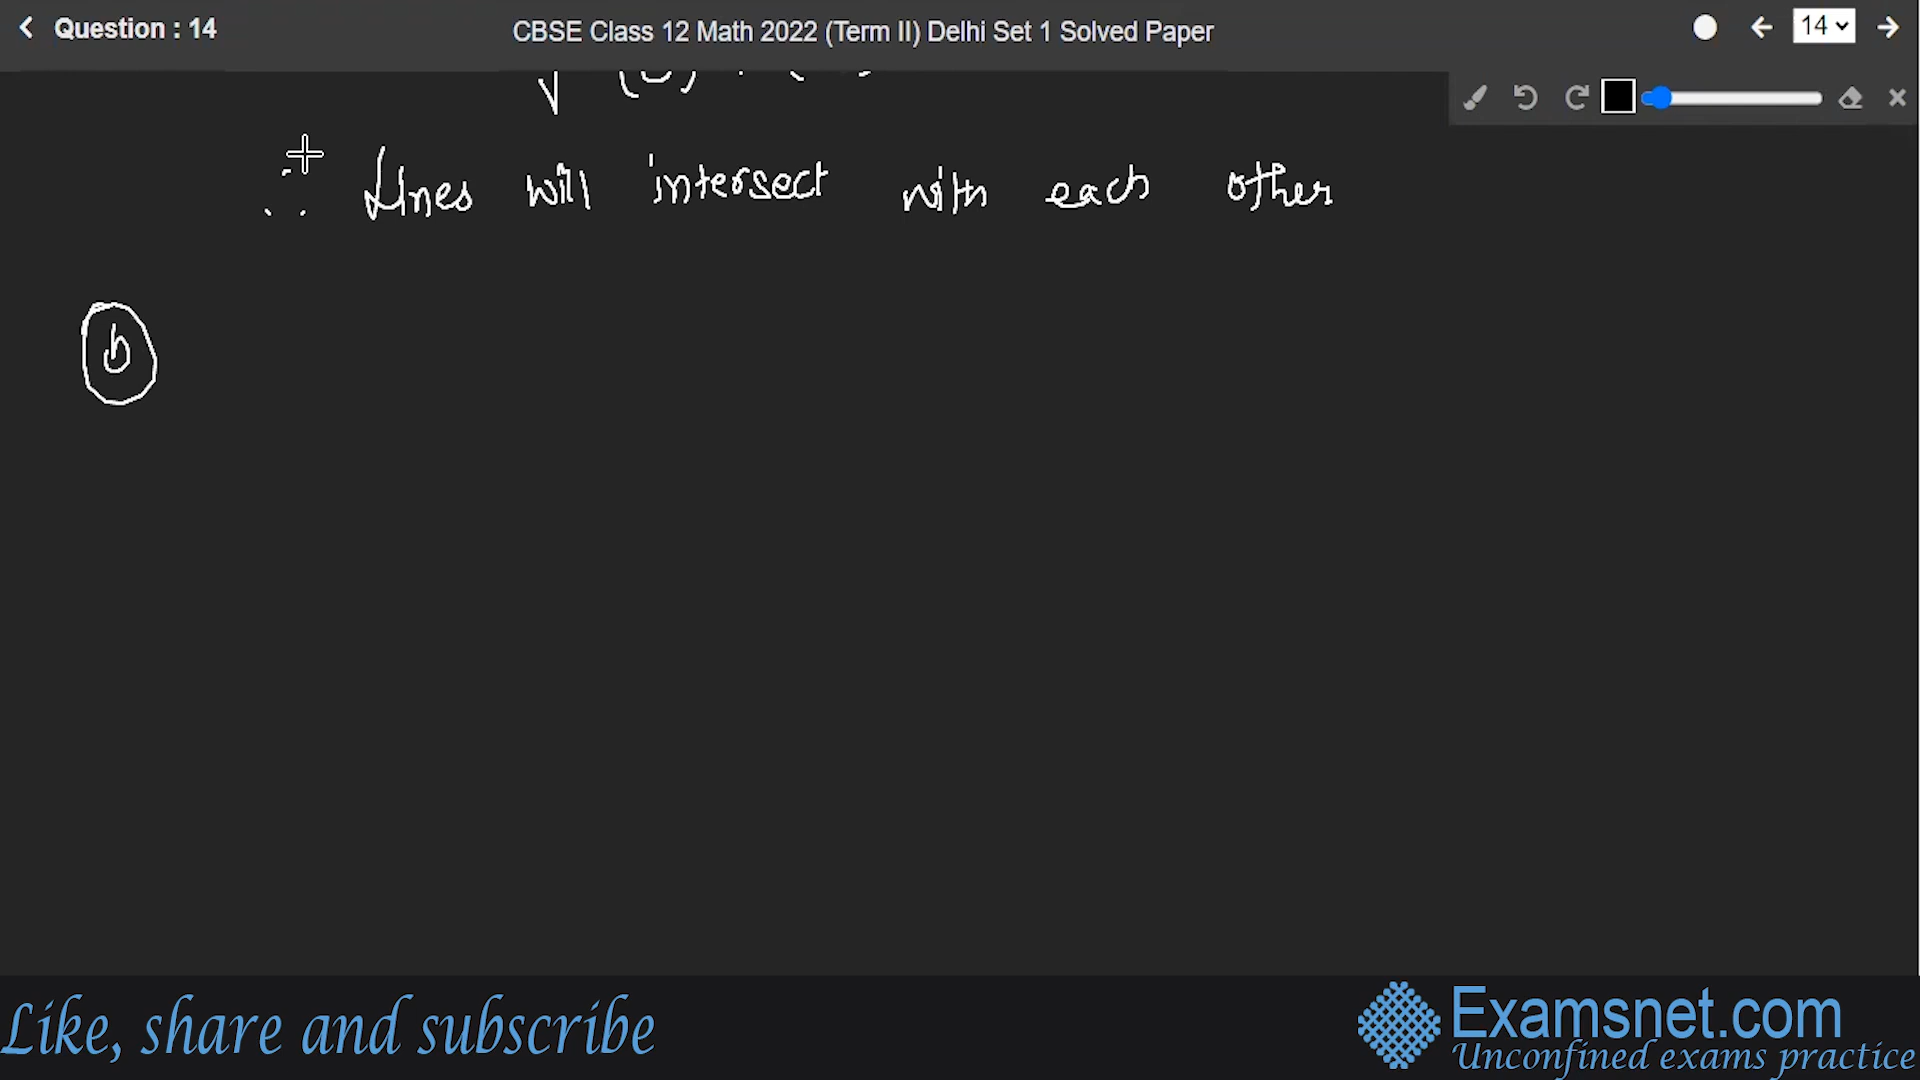 Question : 14
CBSE Class 12 Math 2022 (Term II) Delhi Set 1 Solved Paper
14
∴ Lines will intersect with each other
b
Like, share and subscribe
Examsnet.com
Unconfined exams practice